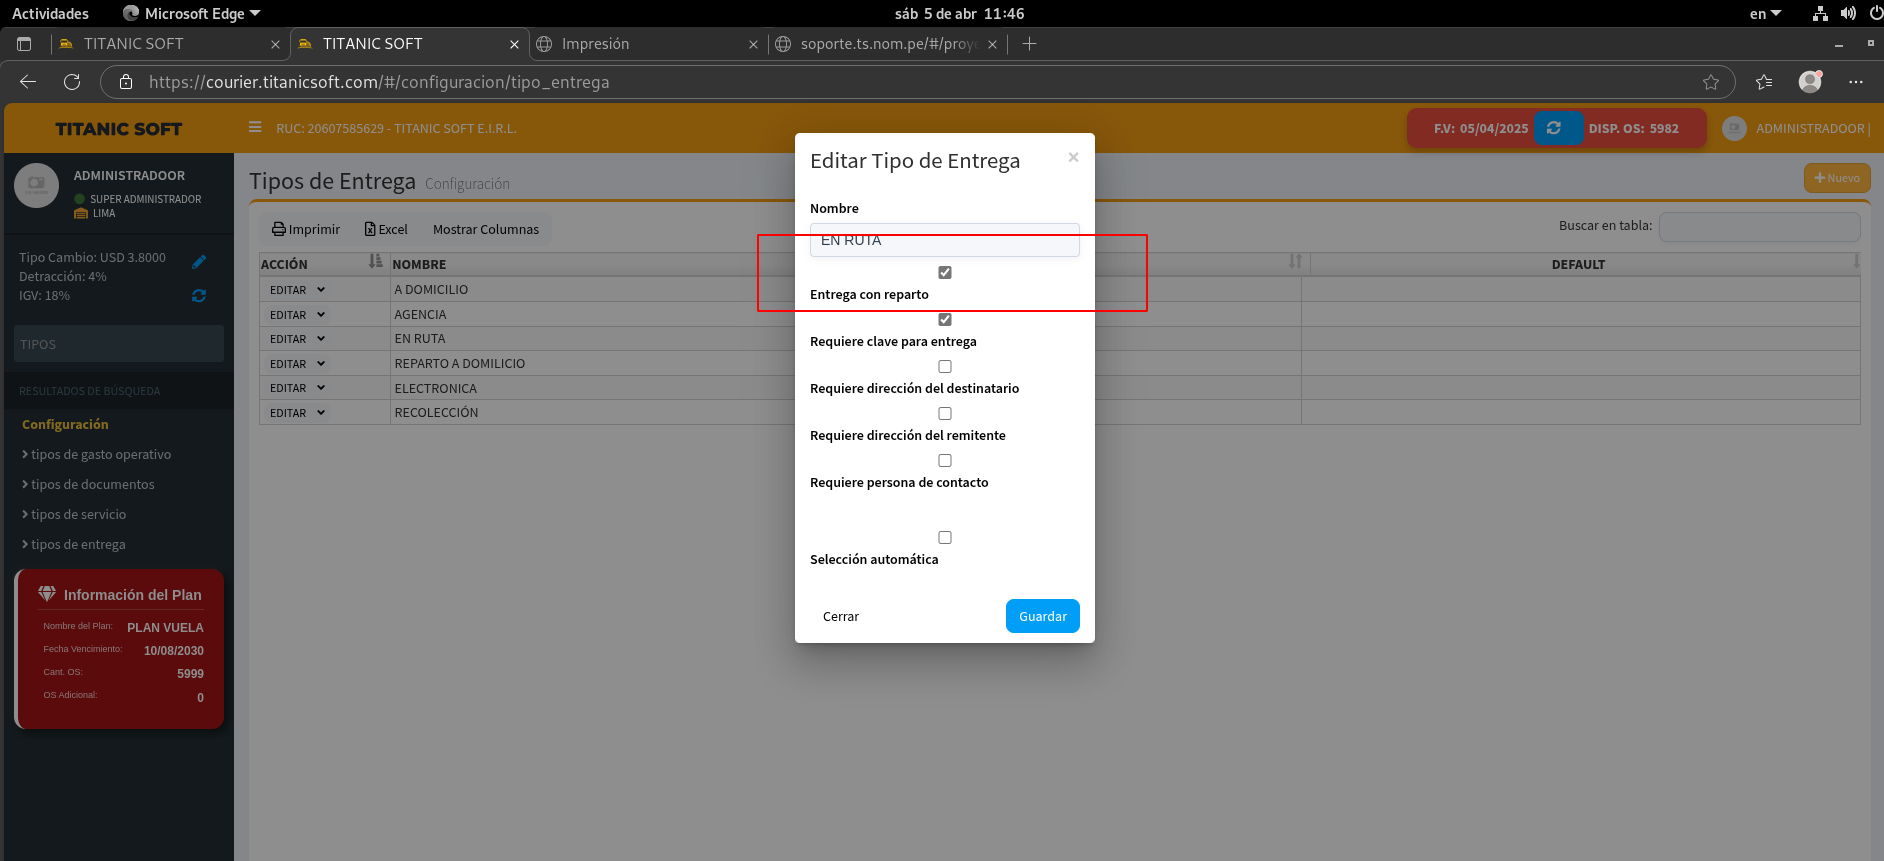 Actividades Microsoft Edge sáb 5 de abr 11:46 en
TITANIC SOFT TITANIC SOFT Impresión soporte.ts.nom.pe/#/proye
https://courier.titanicsoft.com/#/configuracion/tipo_entrega
TITANIC SOFT RUC: 20607585629 - TITANIC SOFT E.I.R.L. F.V: 05/04/2025 DISP. OS: 5982 ADMINISTRADOOR |
ADMINISTRADOOR
SUPER ADMINISTRADOR
LIMA
Tipo Cambio: USD 3.8000
Detracción: 4%
IGV: 18%
TIPOS
RESULTADOS DE BÚSQUEDA
Configuración
tipos de gasto operativo
tipos de documentos
tipos de servicio
tipos de entrega
Información del Plan
Nombre del Plan: PLAN VUELA
Fecha Vencimiento: 10/08/2030
Cant. OS: 5999
OS Adicional: 0
Tipos de Entrega Configuración
Nuevo
Imprimir Excel Mostrar Columnas
Buscar en tabla:
ACCIÓN NOMBRE DEFAULT
EDITAR A DOMICILIO
EDITAR AGENCIA
EDITAR EN RUTA
EDITAR REPARTO A DOMILICIO
EDITAR ELECTRONICA
EDITAR RECOLECCIÓN
Editar Tipo de Entrega ×
Nombre
EN RUTA
Entrega con reparto
Requiere clave para entrega
Requiere dirección del destinatario
Requiere dirección del remitente
Requiere persona de contacto
Selección automática
Cerrar Guardar